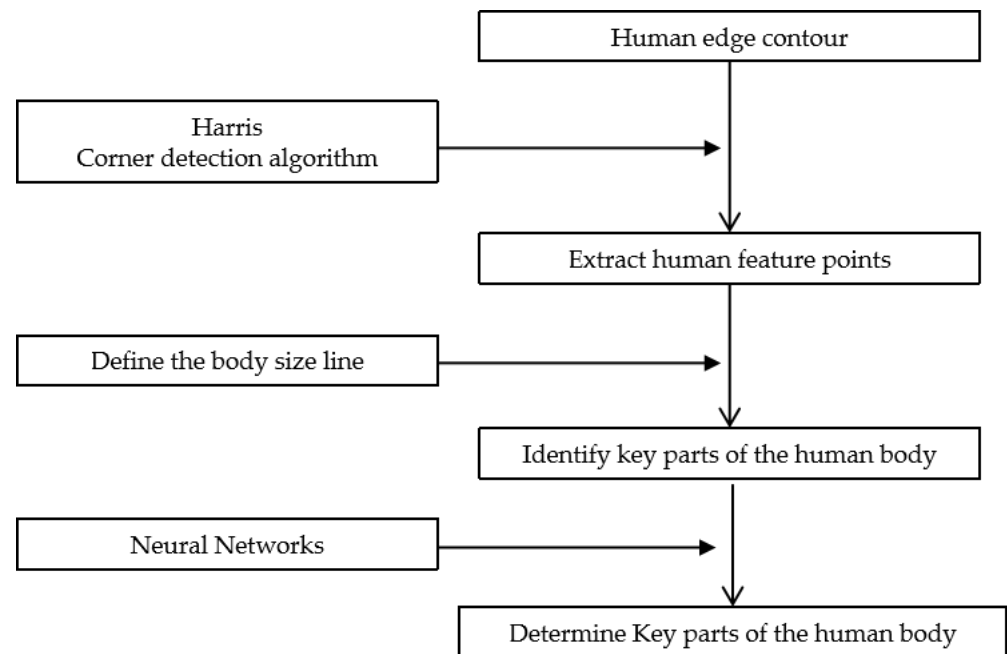 Human edge contour
Harris
Corner detection algorithm
Extract human feature points
Define the body size line
Identify key parts of the human body
Neural Networks
Determine Key parts of the human body